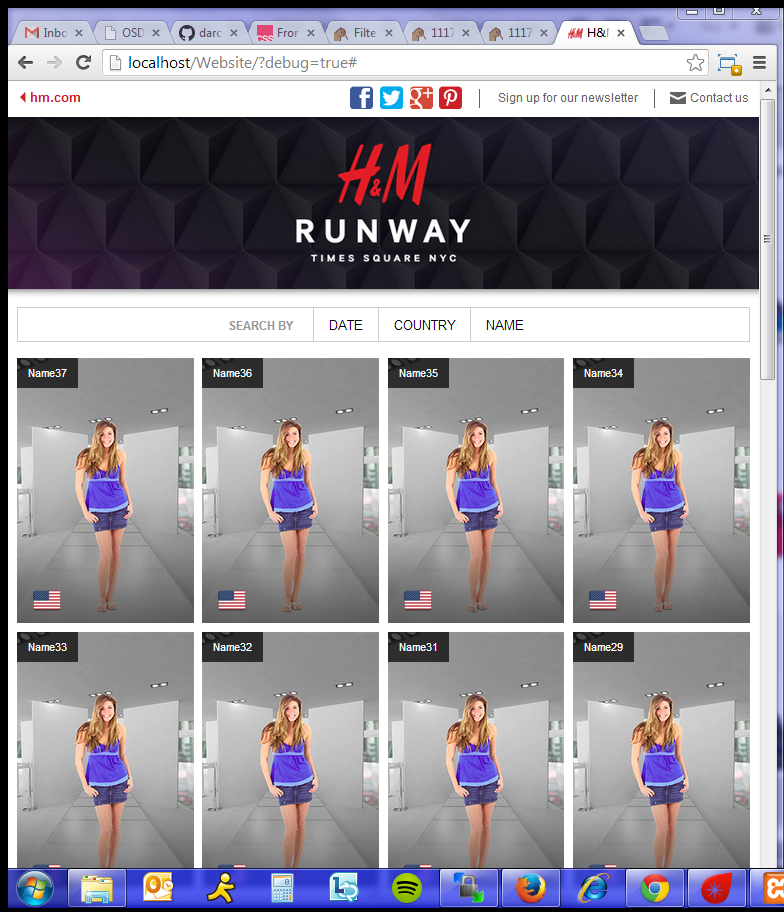 Inbo
OSD
darc
Fror
Filte
1117
1117
H&M
localhost/Website/?debug=true#
hm.com
Sign up for our newsletter
Contact us
H&M
RUNWAY
TIMES SQUARE NYC
SEARCH BY
DATE
COUNTRY
NAME
Name37
Name36
Name35
Name34
Name33
Name32
Name31
Name29